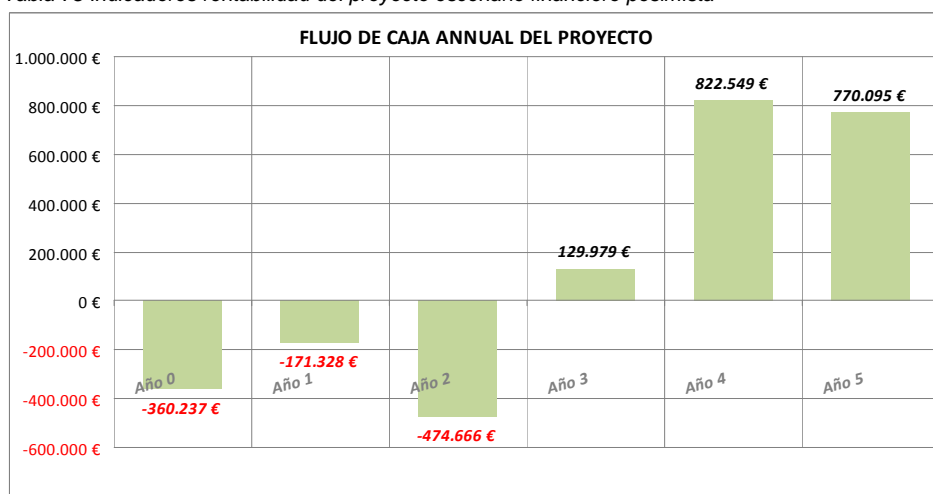 FLUJO DE CAJA ANNUAL DEL PROYECTO
1.000.000 €
800.000 €
600.000 €
400.000 €
200.000 €
0 €
-200.000 €
-400.000 €
-600.000 €
822.549 €
770.095 €
129.979 €
-171.328 €
-360.237 €
-474.666 €
Año 0
Año 1
Año 2
Año 3
Año 4
Año 5